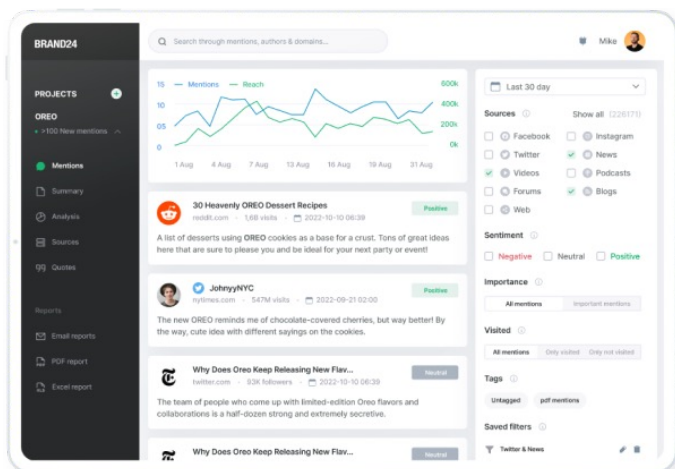 BRAND24
Search through mentions, authors & domains...
Mike
PROJECTS
OREO
>100 New mentions
Mentions
Summary
Analysis
Sources
Quotes
Reports
Email reports
PDF report
Excel report
15 Mentions Reach 600k
10 400k
05 200k
0 0k
1 Aug 4 Aug 7 Aug 13 Aug 16 Aug 19 Aug 31 Aug
30 Heavenly OREO Dessert Recipes Positive
reddit.com 1,6B visits 2022-10-10 06:39
A list of desserts using OREO cookies as a base for a crust. Tons of great ideas
here that are sure to please you and be ideal for your next party or event!
JohnyyNYC Positive
nytimes.com 547M visits 2022-09-21 02:00
The new OREO reminds me of chocolate-covered cherries, but way better! By
the way, cute idea with different sayings on the cookies.
Why Does Oreo Keep Releasing New Flav... Neutral
twitter.com 93K followers 2022-10-10 06:39
The team of people who come up with limited-edition Oreo flavors and
collaborations is a half-dozen strong and extremely secretive.
Why Does Oreo Keep Releasing New Flav... Neutral
Last 30 day
Sources Show all (226171)
Facebook Instagram
Twitter News
Videos Podcasts
Forums Blogs
Web
Sentiment
Negative Neutral Positive
Importance
All mentions Important mentions
Visited
All mentions Only visited Only not visited
Tags
Untagged pdf mentions
Saved filters
Twitter & News